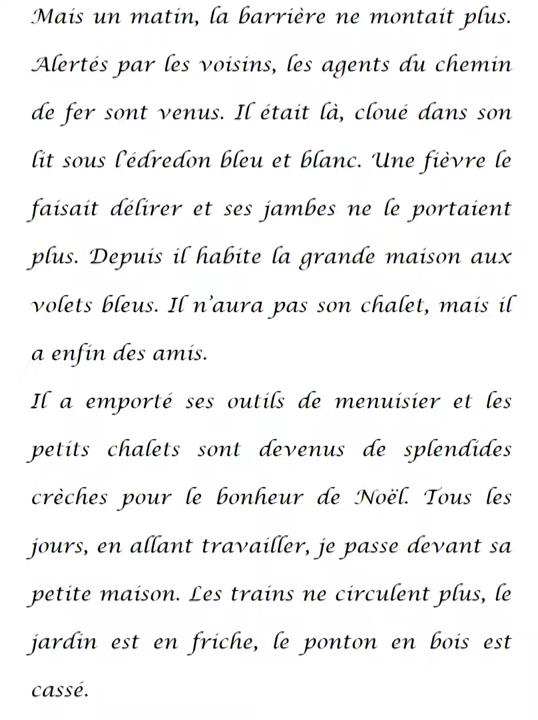 Mais un matin, la barrière ne montait plus.
Alertés par les voisins, les agents du chemin
de fer sont venus. Il était là, cloué dans son
lit sous l'édredon bleu et blanc. Une fièvre le
faisait délirer et ses jambes ne le portaient
plus. Depuis il habite la grande maison aux
volets bleus. Il n'aura pas son chalet, mais il
a enfin des amis.
Il a emporté ses outils de menuisier et les
petits chalets sont devenus de splendides
crèches pour le bonheur de Noël. Tous les
jours, en allant travailler, je passe devant sa
petite maison. Les trains ne circulent plus, le
jardin est en friche, le ponton en bois est
cassé.